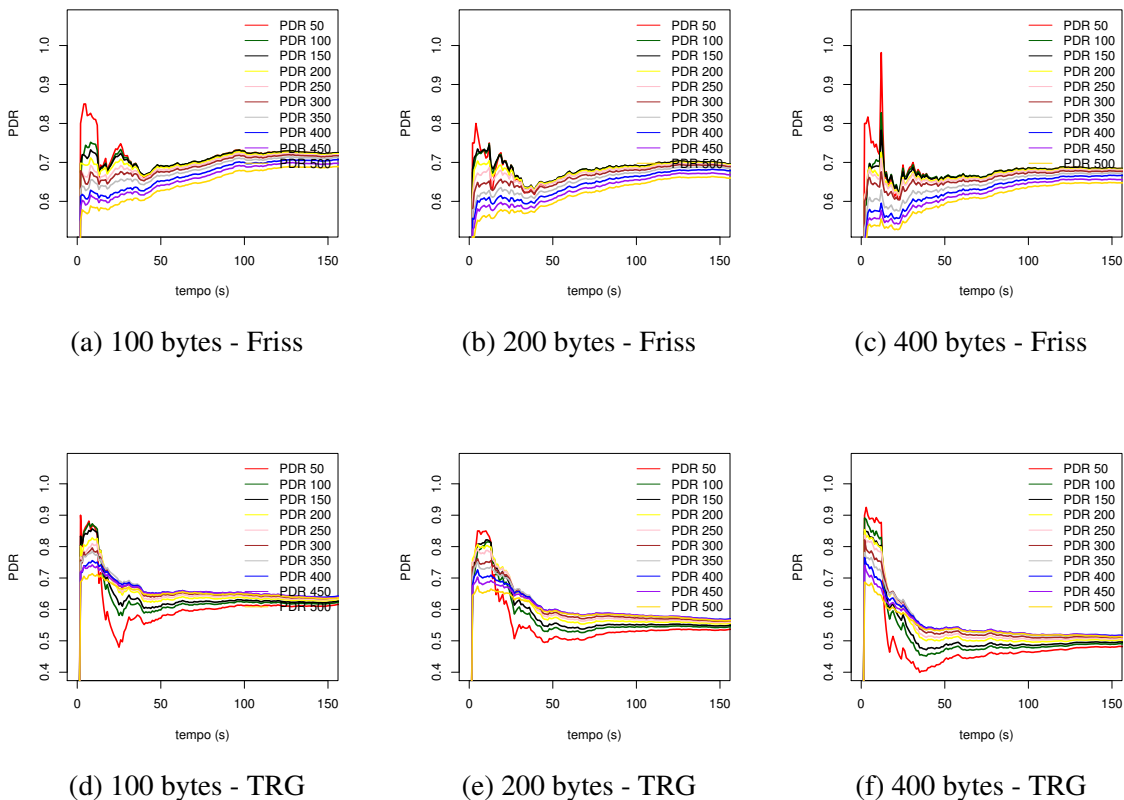 PDR 50
PDR 100
PDR 150
PDR 200
PDR 250
PDR 300
PDR 350
PDR 400
PDR 450
PDR 500
1.0
0.9
0.8
0.7
0.6
PDR
0 50 100 150
tempo (s)
(a) 100 bytes - Friss
PDR 50
PDR 100
PDR 150
PDR 200
PDR 250
PDR 300
PDR 350
PDR 400
PDR 450
PDR 500
1.0
0.9
0.8
0.7
0.6
PDR
0 50 100 150
tempo (s)
(b) 200 bytes - Friss
PDR 50
PDR 100
PDR 150
PDR 200
PDR 250
PDR 300
PDR 350
PDR 400
PDR 450
PDR 500
1.0
0.9
0.8
0.7
0.6
PDR
0 50 100 150
tempo (s)
(c) 400 bytes - Friss
PDR 50
PDR 100
PDR 150
PDR 200
PDR 250
PDR 300
PDR 350
PDR 400
PDR 450
PDR 500
1.0
0.9
0.8
0.7
0.6
0.5
0.4
PDR
0 50 100 150
tempo (s)
(d) 100 bytes - TRG
PDR 50
PDR 100
PDR 150
PDR 200
PDR 250
PDR 300
PDR 350
PDR 400
PDR 450
PDR 500
1.0
0.9
0.8
0.7
0.6
0.5
0.4
PDR
0 50 100 150
tempo (s)
(e) 200 bytes - TRG
PDR 50
PDR 100
PDR 150
PDR 200
PDR 250
PDR 300
PDR 350
PDR 400
PDR 450
PDR 500
1.0
0.9
0.8
0.7
0.6
0.5
0.4
PDR
0 50 100 150
tempo (s)
(f) 400 bytes - TRG